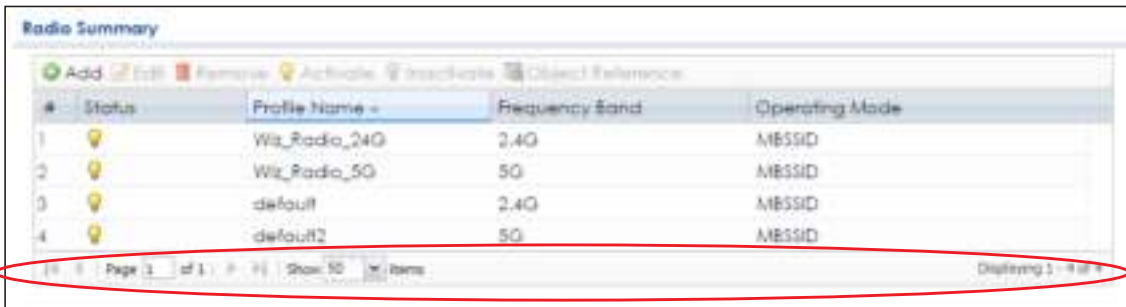 Radio Summary
Add Edit Remove Activate Inactivate Object Reference
# Status Profile Name Frequency Band Operating Mode
1 Wiz_Radio_24G 2.4G MBSSID
2 Wiz_Radio_5G 5G MBSSID
3 default 2.4G MBSSID
4 default2 5G MBSSID
Page 1 of 1 Show 50 items Displaying 1 - 4 of 4